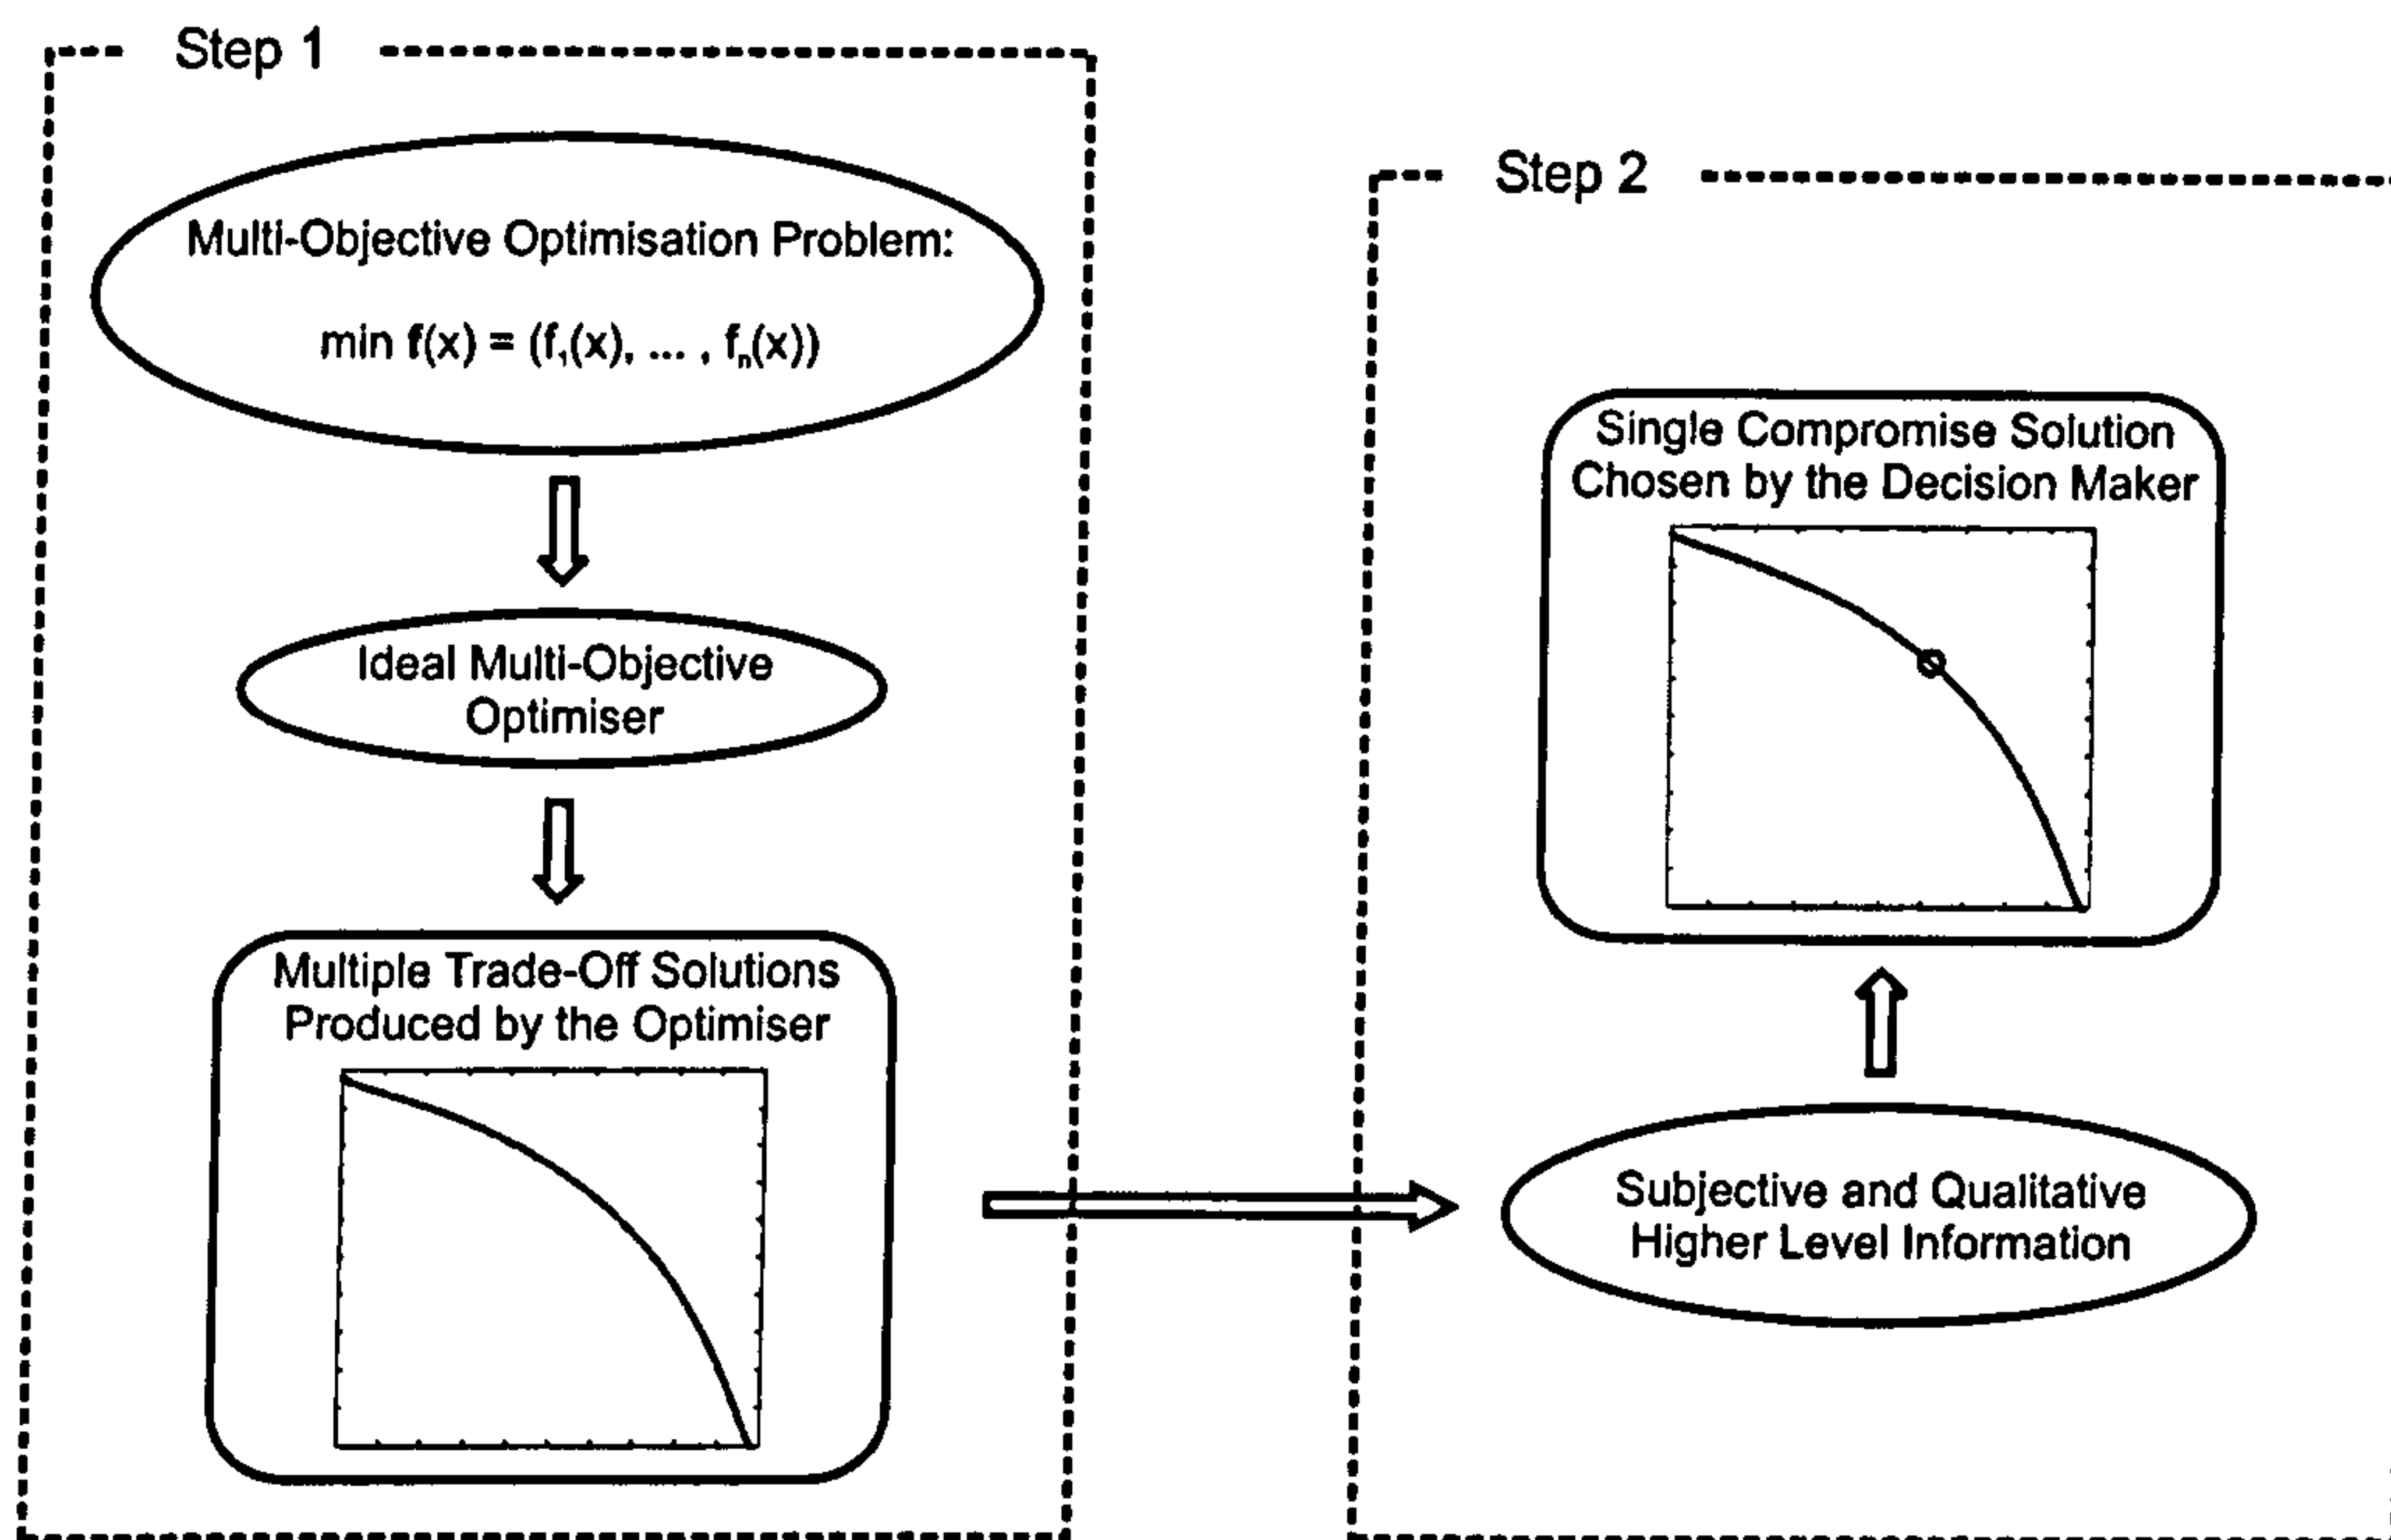 Step 1
Multi-Objective Optimisation Problem:
min f(x) = (f₁(x), ... , fₙ(x))
Ideal Multi-Objective
Optimiser
Multiple Trade-Off Solutions
Produced by the Optimiser
Step 2
Single Compromise Solution
Chosen by the Decision Maker
Subjective and Qualitative
Higher Level Information